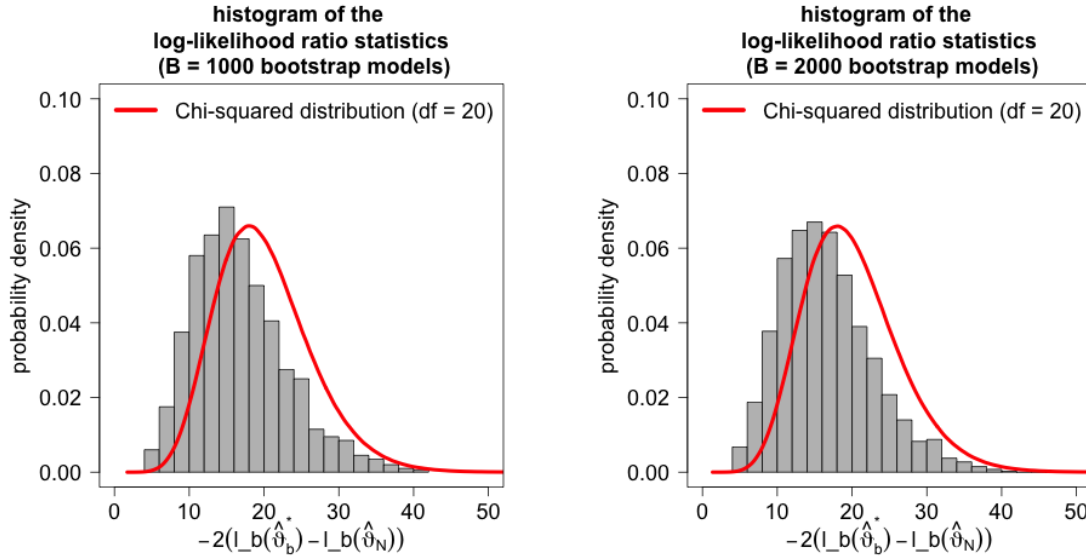 histogram of the
log-likelihood ratio statistics
(B = 1000 bootstrap models)
Chi-squared distribution (df = 20)
probability density
0.10
0.08
0.06
0.04
0.02
0.00
0 10 20 30 40 50
−2(l_b(ϑ̂*_b)−l_b(ϑ̂_N))
histogram of the
log-likelihood ratio statistics
(B = 2000 bootstrap models)
Chi-squared distribution (df = 20)
probability density
0.10
0.08
0.06
0.04
0.02
0.00
0 10 20 30 40 50
−2(l_b(ϑ̂*_b)−l_b(ϑ̂_N))